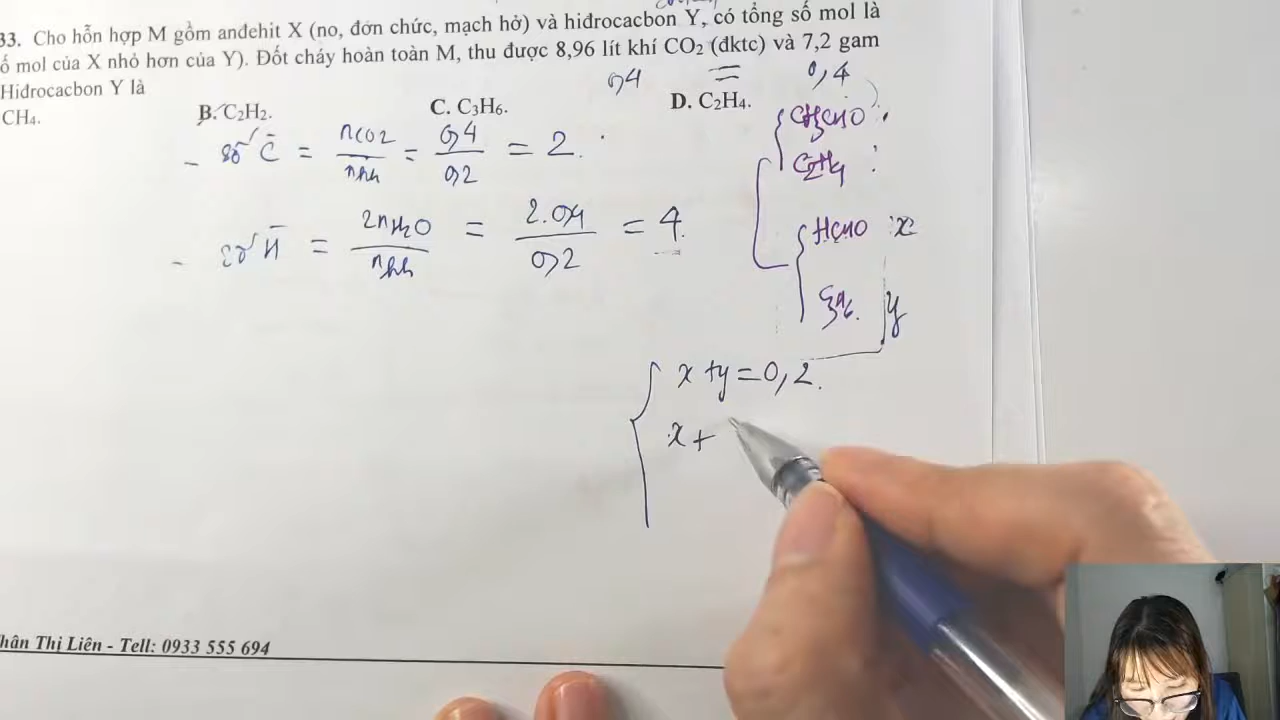 33. Cho hỗn hợp M gồm anđehit X (no, đơn chức, mạch hở) và hiđrocacbon Y, có tổng số mol là
ố mol của X nhỏ hơn của Y). Đốt cháy hoàn toàn M, thu được 8,96 lít khí CO₂ (đktc) và 7,2 gam
Hiđrocacbon Y là
0,4 = 0,4
CH₄. B. C₂H₂. C. C₃H₆. D. C₂H₄.
- số C̄ = nCO2/nhh = 0,4/0,2 = 2.
CH3CHO :
C2H4 :
- số H̄ = 2nH2O/nhh = 2.0,4/0,2 = 4
HCHO : x
C3H6. y
x + y = 0,2.
x +
hân Thị Liên - Tell: 0933 555 694